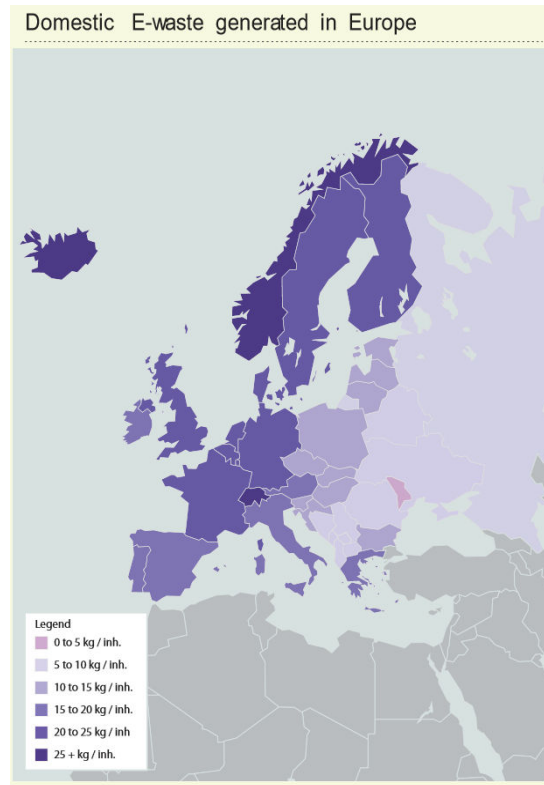 Domestic E-waste generated in Europe
Legend
0 to 5 kg / inh.
5 to 10 kg / inh.
10 to 15 kg / inh.
15 to 20 kg / inh.
20 to 25 kg / inh
25 + kg / inh.